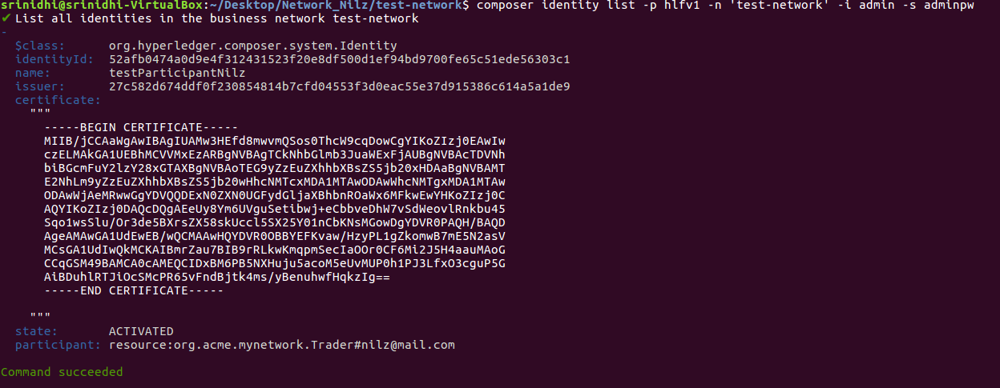 srinidhi@srinidhi-VirtualBox:~/Desktop/Network_Nilz/test-network$ composer identity list -p hlfv1 -n 'test-network' -i admin -s adminpw
✔ List all identities in the business network test-network
-
$class: org.hyperledger.composer.system.Identity
identityId: 52afb0474a0d9e4f312431523f20e8df500d1ef94bd9700fe65c51ede56303c1
name: testParticipantNilz
issuer: 27c582d674ddf0f230854814b7cfd04553f3d0eac55e37d915386c614a5a1de9
certificate:
"""
-----BEGIN CERTIFICATE-----
MIIB/jCCAaWgAwIBAgIUAMw3HEfd8mwvmQSos0ThcW9cqDowCgYIKoZIzj0EAwIw
czELMAkGA1UEBhMCVVMxEzARBgNVBAgTCkNhbGlmb3JuaWExFjAUBgNVBAcTDVNh
biBGcmFuY2lzY28xGTAXBgNVBAoTEG9yZzEuZXhhbXBsZS5jb20xHDAaBgNVBAMT
E2NhLm9yZzEuZXhhbXBsZS5jb20wHhcNMTcxMDA1MTAwODAwWhcNMTgxMDA1MTAw
ODAwWjAeMRwwGgYDVQQDExN0ZXN0UGFydGljaXBhbnROaWx6MFkwEwYHKoZIzj0C
AQYIKoZIzj0DAQcDQgAEeUy8Ym6UVguSetibwj+eCbbveDhW7vSdWeovlRnkbu45
Sqo1wsSlu/Or3de5BXrsZX58skUccl5SX25Y01nCbKNsMGowDgYDVR0PAQH/BAQD
AgeAMAwGA1UdEwEB/wQCMAAwHQYDVR0OBBYEFKvaw/HzyPL1gZkomwB7mE5N2asV
MCsGA1UdIwQkMCKAIBmrZau7BIB9rRLkwKmqpmSecIaOOr0CF6Mi2J5H4aauMAoG
CCqGSM49BAMCA0cAMEQCIDxBM6PB5NXHuju5acoM5eUvMUP0h1PJ3LfxO3cguP5G
AiBDuhlRTJiOcSMcPR65vFndBjtk4ms/yBenuhwfHqkzIg==
-----END CERTIFICATE-----
"""
state: ACTIVATED
participant: resource:org.acme.mynetwork.Trader#nilz@mail.com
Command succeeded